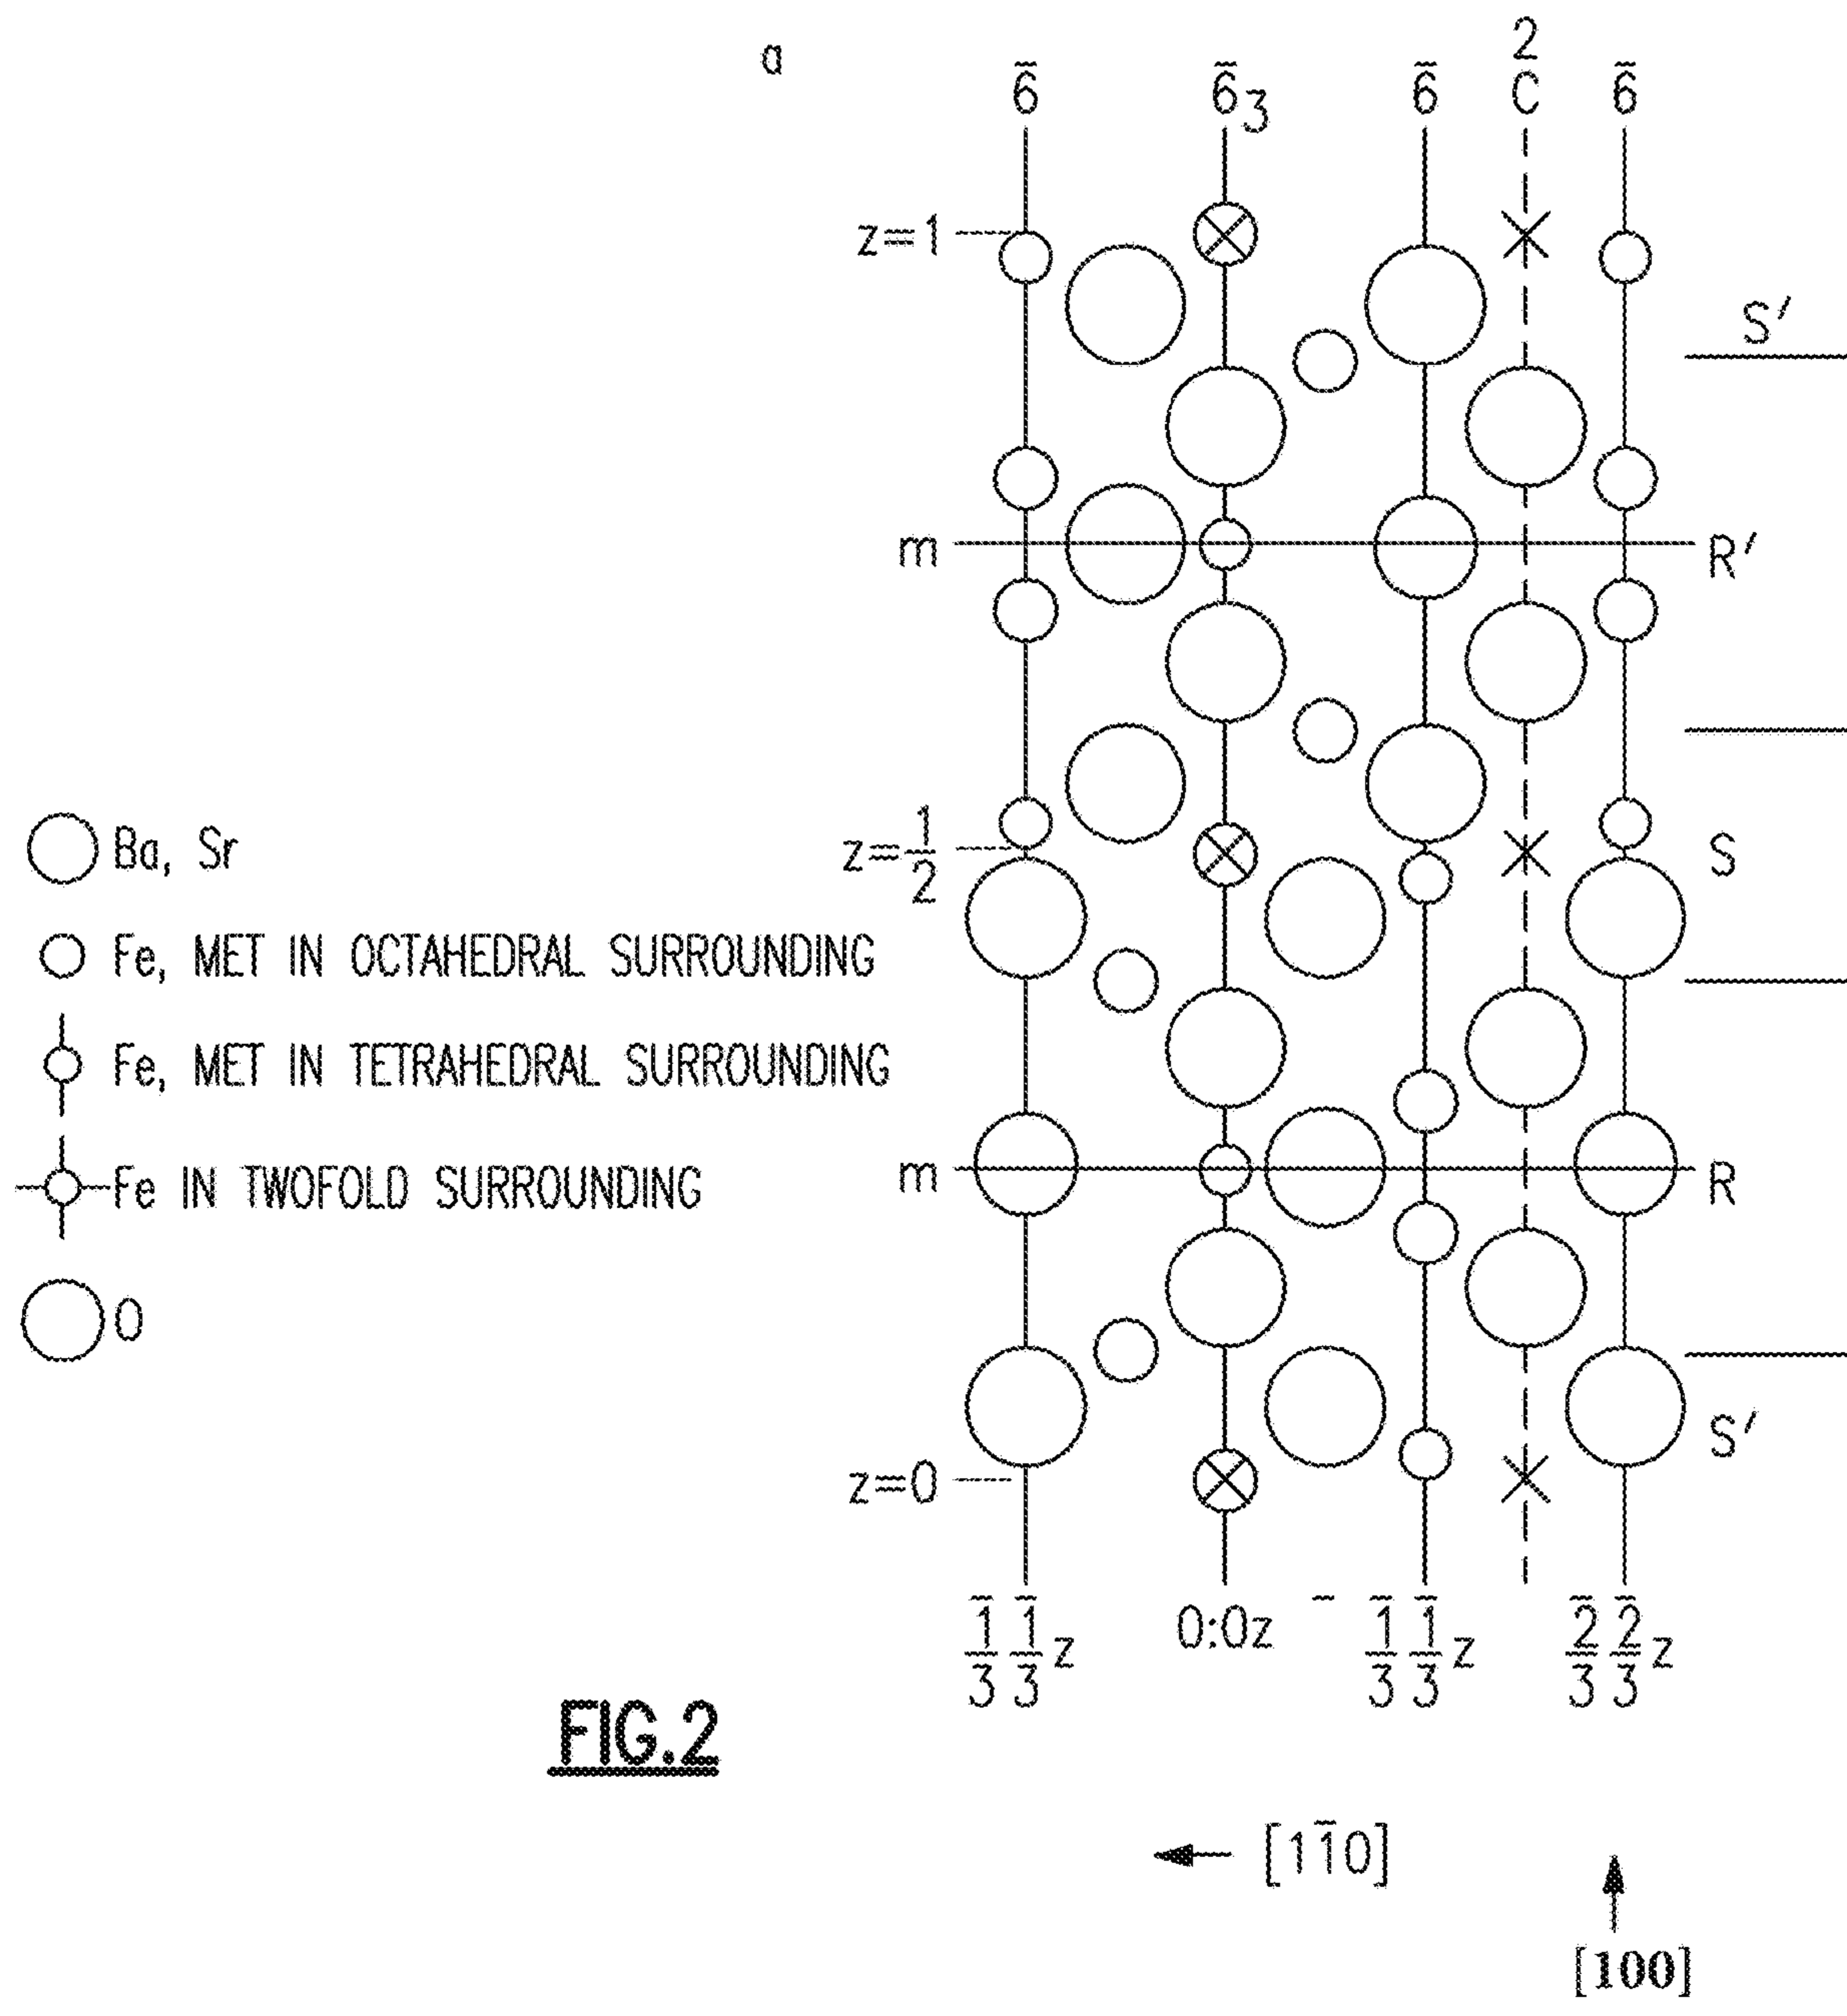 a
6̄ 6̄3 6̄ 2/C 6̄
z=1
S′
m R′
z=1/2 S
Ba, Sr
Fe, MET IN OCTAHEDRAL SURROUNDING
Fe, MET IN TETRAHEDRAL SURROUNDING
Fe IN TWOFOLD SURROUNDING
O
m R
z=0 S′
1̄/3 1̄/3 z 0:0z - 1̄/3 1̄/3 z 2̄/3 2̄/3 z
FIG.2
[11̄0]
[100]